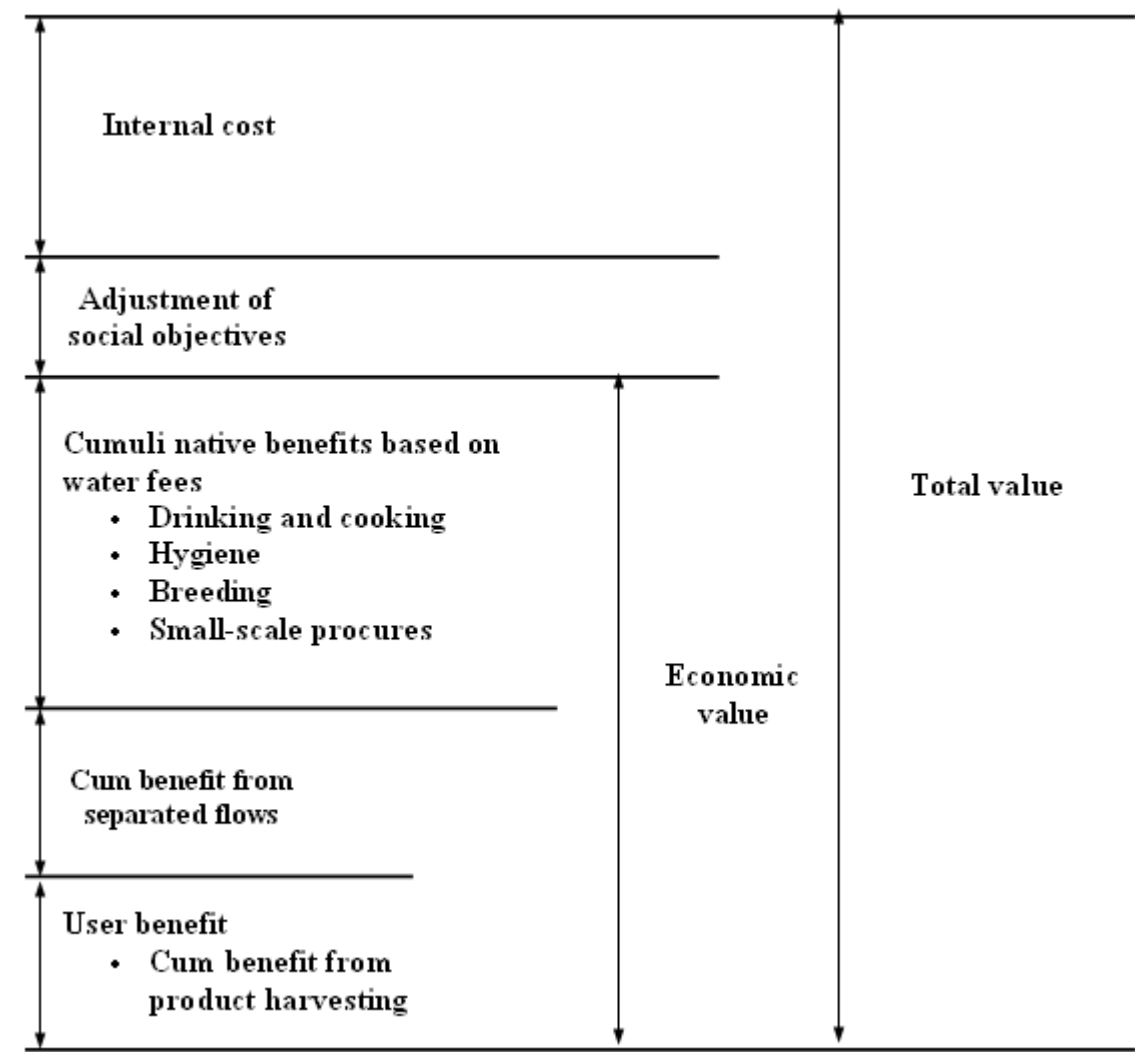 Internal cost
Adjustment of
social objectives
Cumuli native benefits based on
water fees
• Drinking and cooking
• Hygiene
• Breeding
• Small-scale procures
Total value
Economic
value
Cum benefit from
separated flows
User benefit
• Cum benefit from
product harvesting